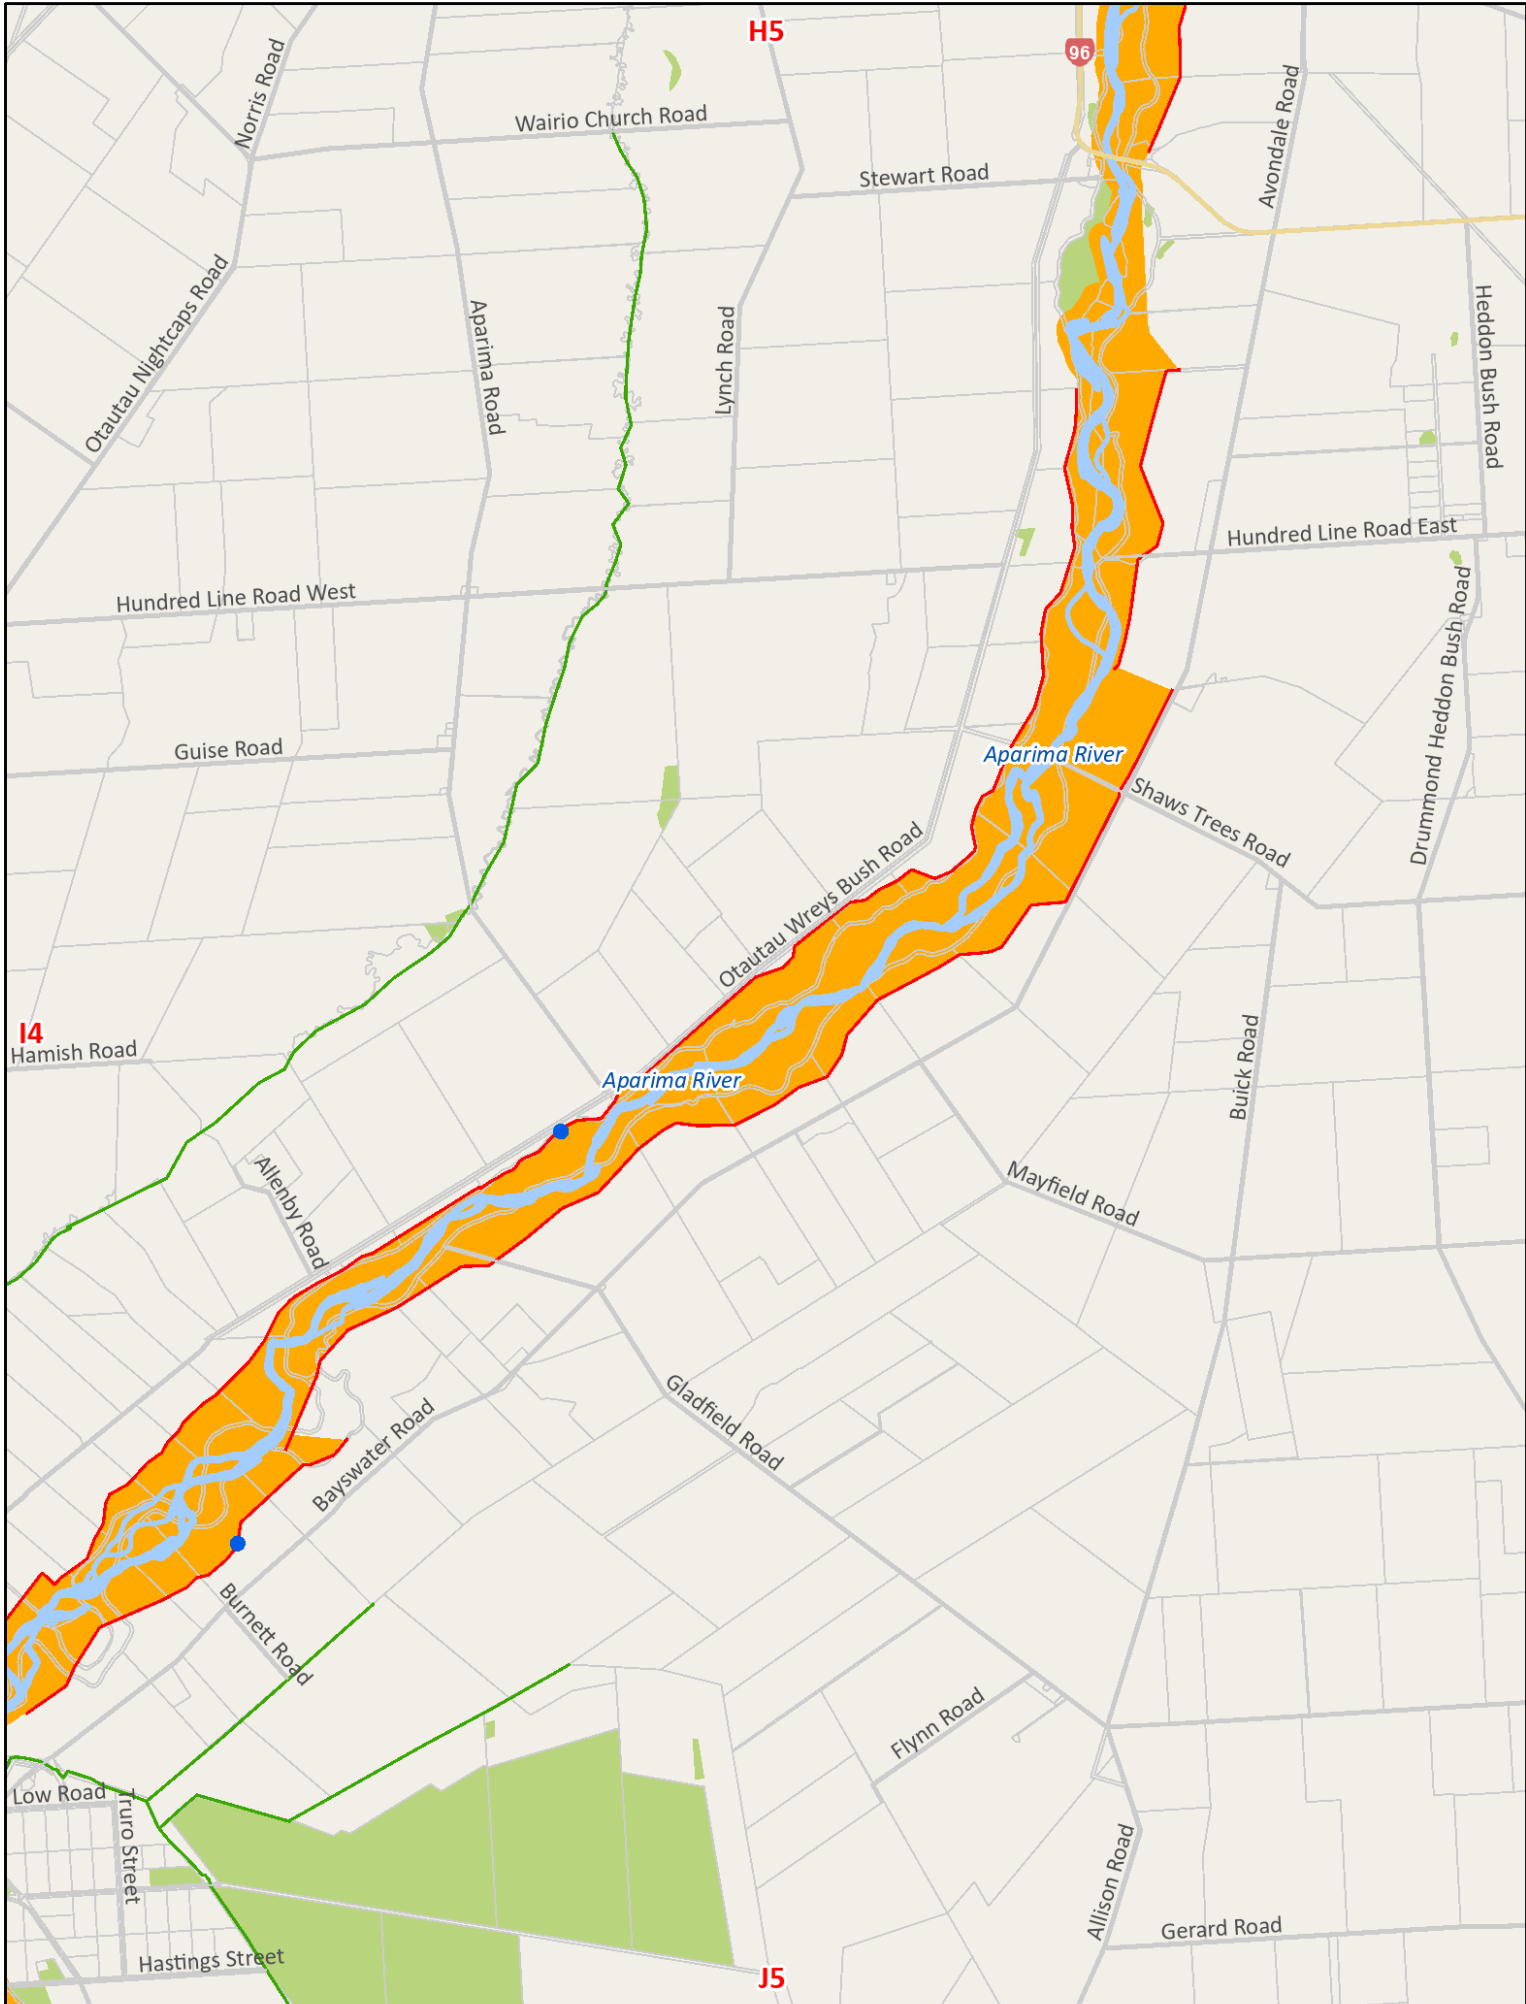 H5
96
Norris Road
Wairio Church Road
Avondale Road
Stewart Road
Otautau Nightcaps Road
Aparima Road
Lynch Road
Heddon Bush Road
Hundred Line Road East
Hundred Line Road West
Drummond Heddon Bush Road
Guise Road
Aparima River
Shaws Trees Road
Otautau Wreys Bush Road
I4
Hamish Road
Buick Road
Aparima River
Allenby Road
Mayfield Road
Gladfield Road
Bayswater Road
Burnett Road
Flynn Road
Low Road
Truro Street
Allison Road
Gerard Road
Hastings Street
J5